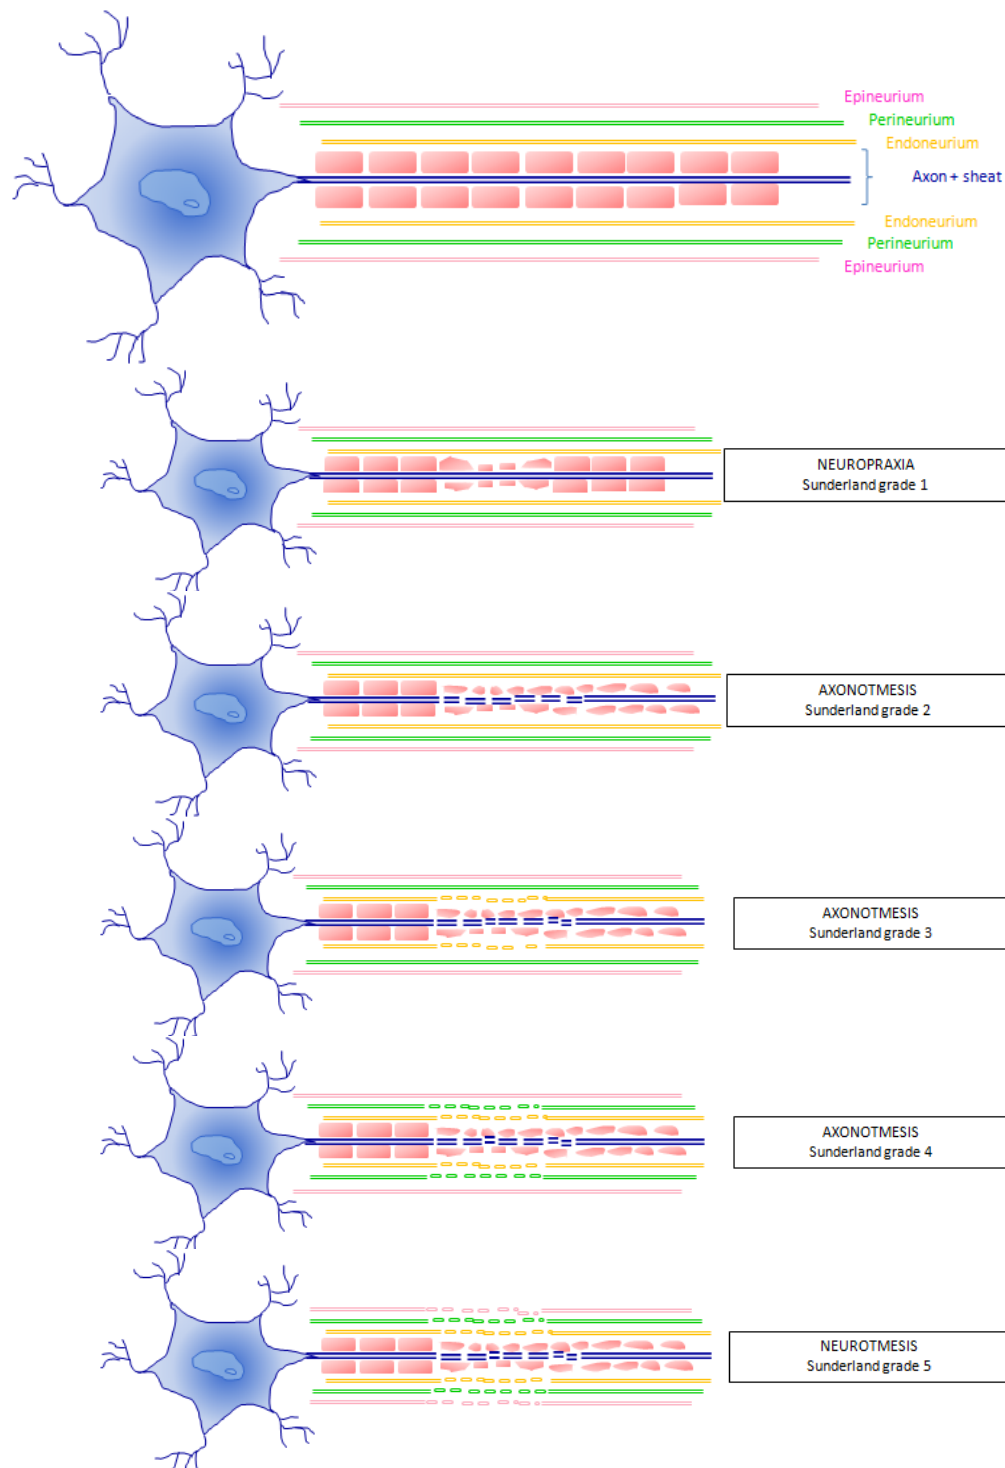 Epineurium
Perineurium
Endoneurium
Axon + sheat
Endoneurium
Perineurium
Epineurium
NEUROPRAXIA
Sunderland grade 1
AXONOTMESIS
Sunderland grade 2
AXONOTMESIS
Sunderland grade 3
AXONOTMESIS
Sunderland grade 4
NEUROTMESIS
Sunderland grade 5